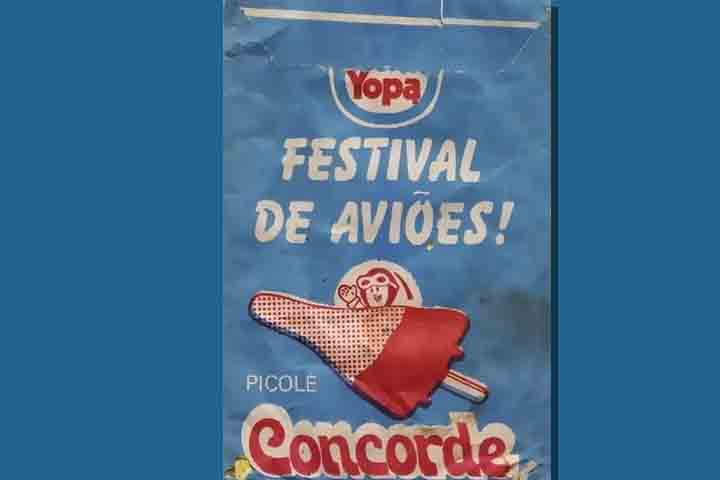 Yopa
FESTIVAL
DE AVIÕES!
PICOLE
Concorde